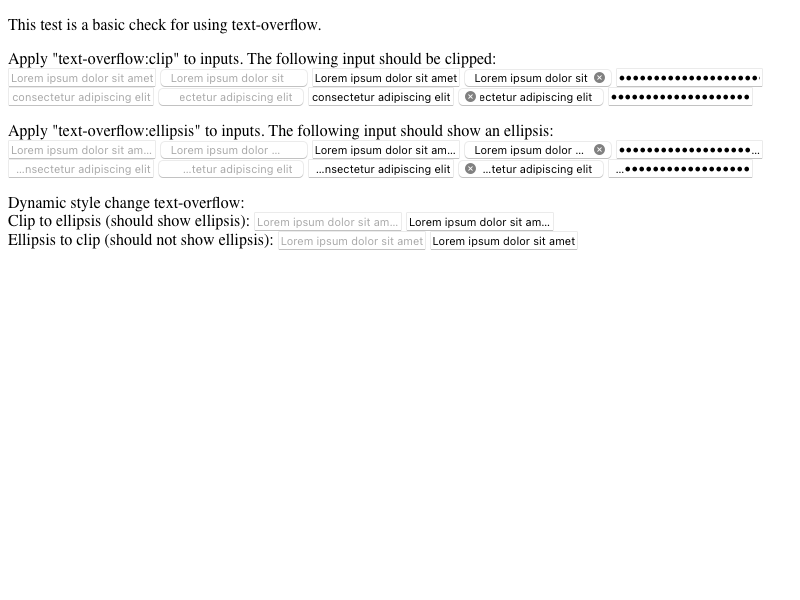 This test is a basic check for using text-overflow.
Apply "text-overflow:clip" to inputs. The following input should be clipped:
Lorem ipsum dolor sit amet Lorem ipsum dolor sit Lorem ipsum dolor sit amet Lorem ipsum dolor sit ●●●●●●●●●●●●●●●●●●●●
consectetur adipiscing elit ectetur adipiscing elit consectetur adipiscing elit ectetur adipiscing elit ●●●●●●●●●●●●●●●●●●●●
Apply "text-overflow:ellipsis" to inputs. The following input should show an ellipsis:
Lorem ipsum dolor sit am... Lorem ipsum dolor ... Lorem ipsum dolor sit am... Lorem ipsum dolor ... ●●●●●●●●●●●●●●●●●●●...
...nsectetur adipiscing elit ...tetur adipiscing elit ...nsectetur adipiscing elit ...tetur adipiscing elit ...●●●●●●●●●●●●●●●●●●
Dynamic style change text-overflow:
Clip to ellipsis (should show ellipsis): Lorem ipsum dolor sit am... Lorem ipsum dolor sit am...
Ellipsis to clip (should not show ellipsis): Lorem ipsum dolor sit amet Lorem ipsum dolor sit amet